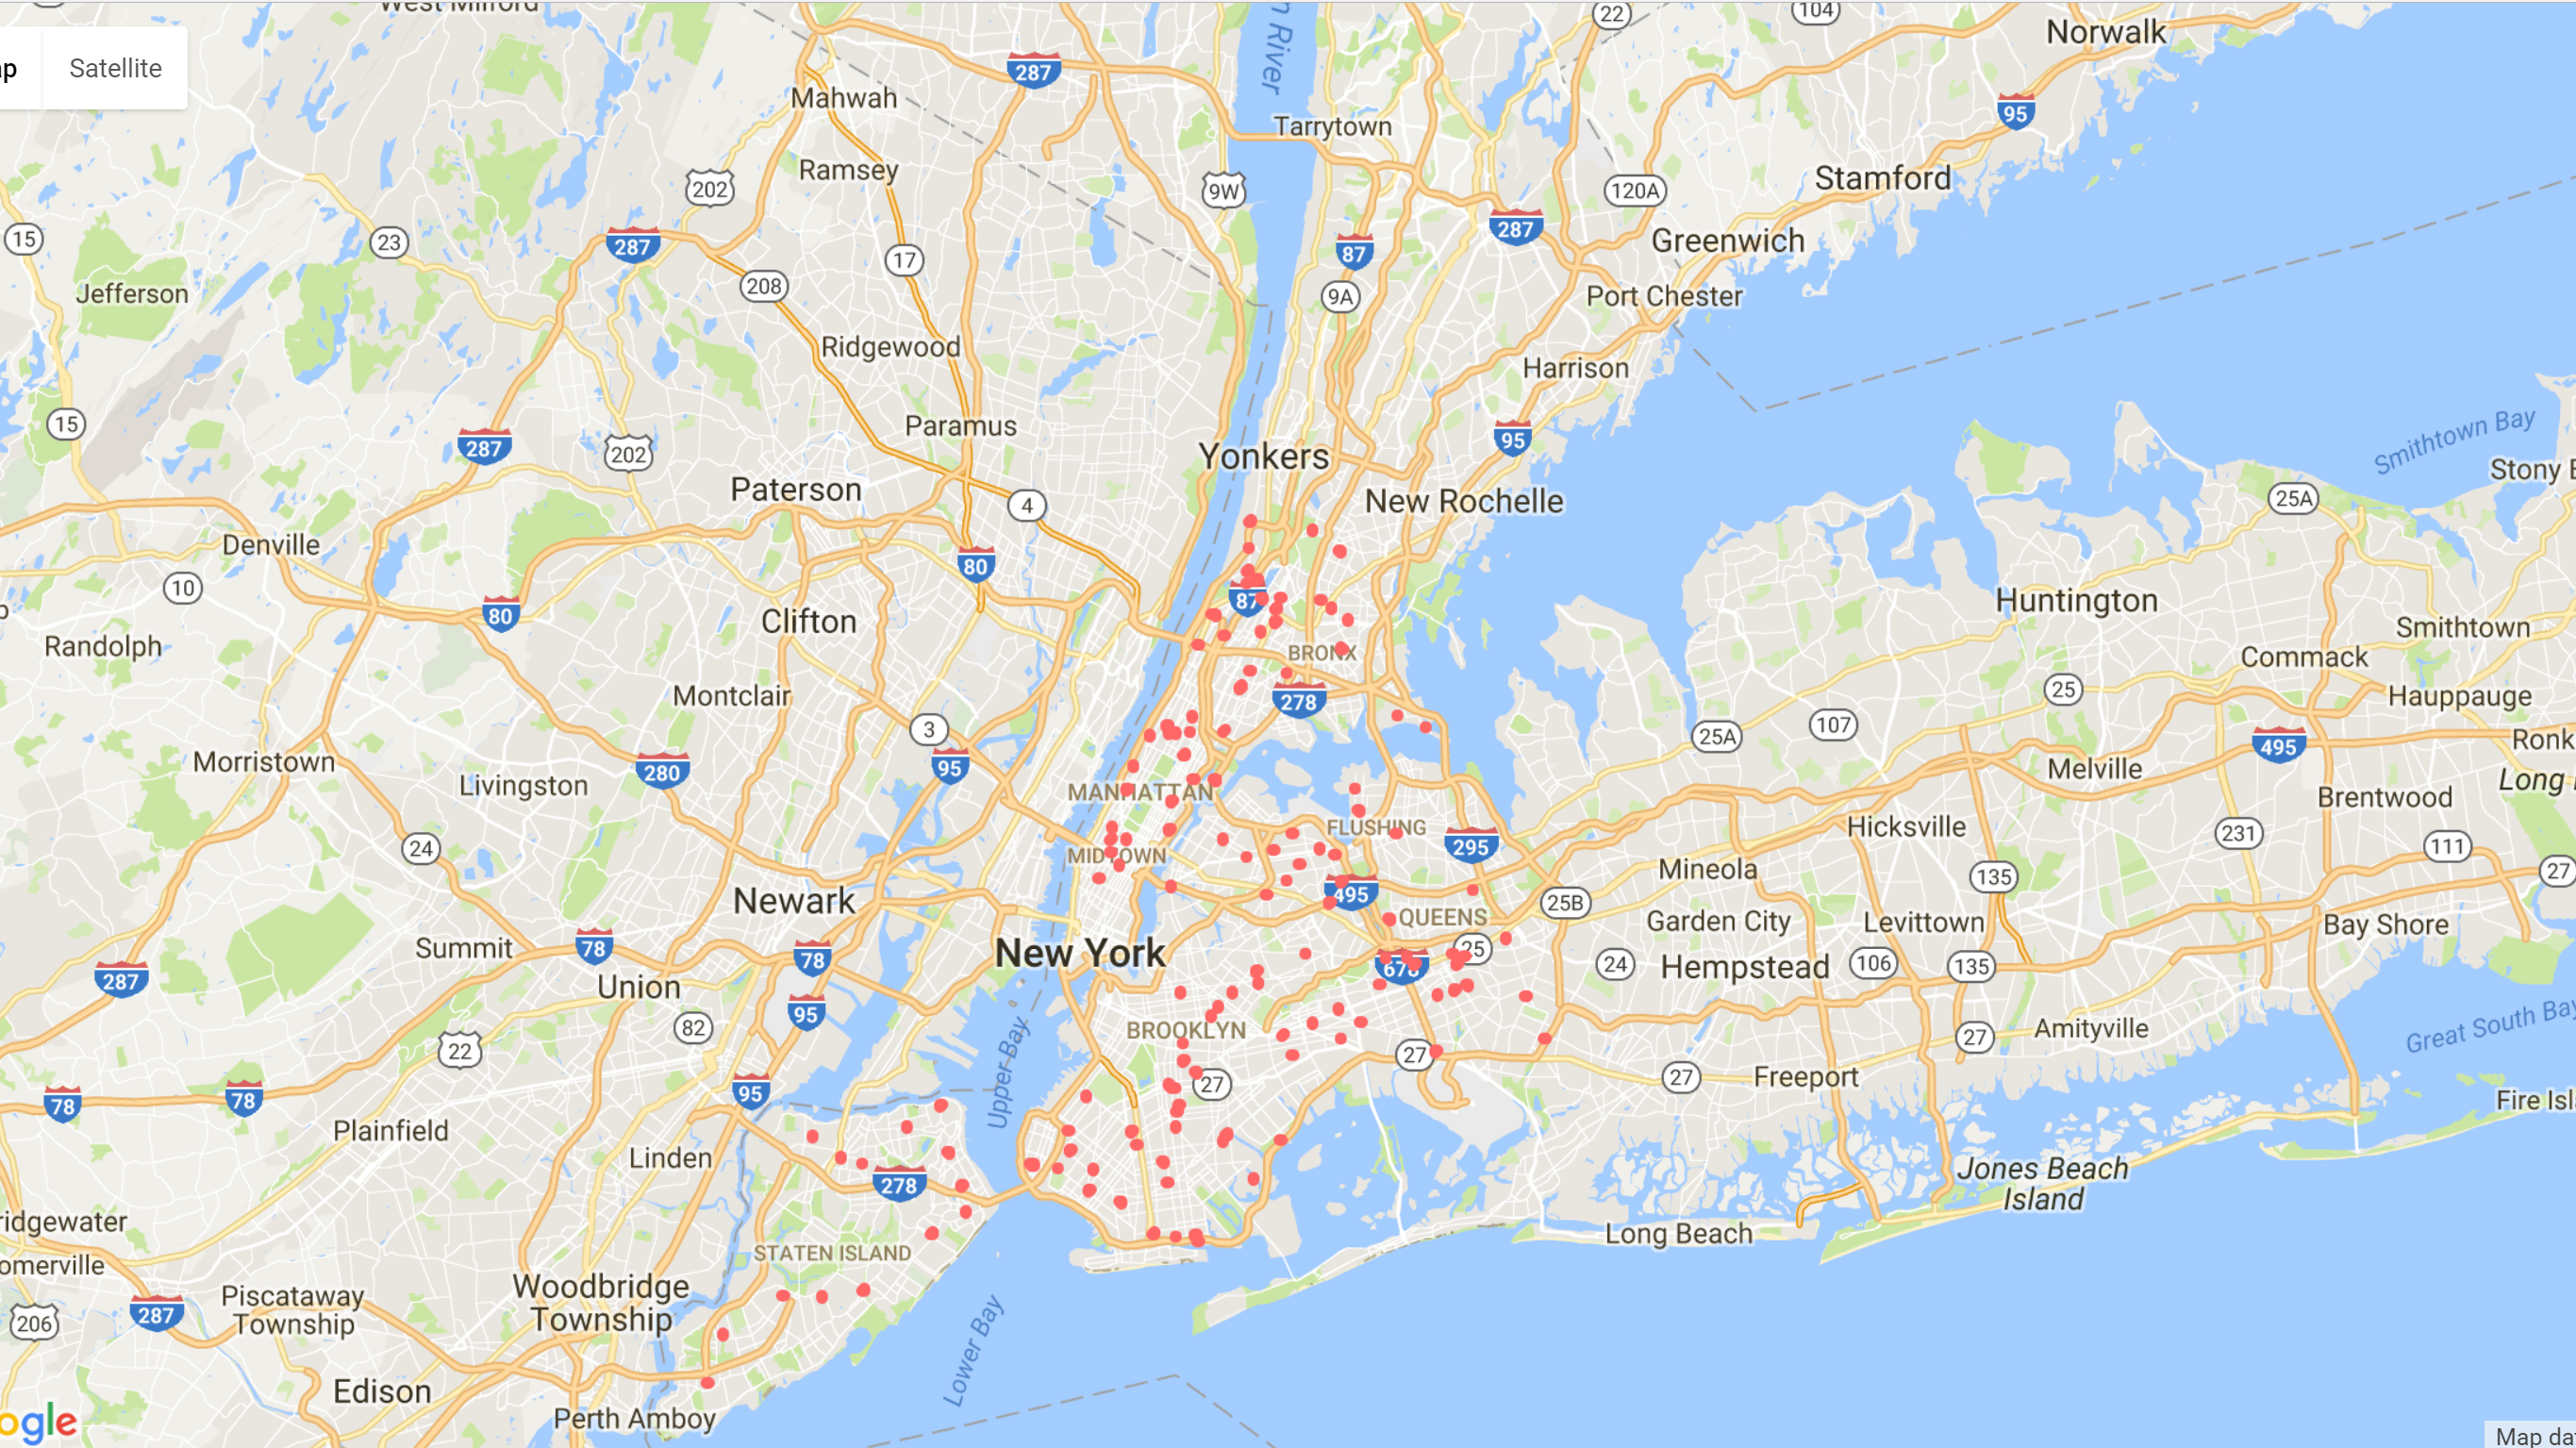 West Milford
22
104
Norwalk
ap
Satellite
287
n River
Mahwah
95
Tarrytown
Ramsey
202
9W
120A
Stamford
15
23
287
17
87
287
Greenwich
208
9A
Jefferson
Port Chester
Ridgewood
Harrison
15
Paramus
287
202
Yonkers
95
Smithtown Bay
Paterson
4
New Rochelle
25A
Stony B
Denville
80
10
80
87
Huntington
Clifton
Smithtown
Randolph
BRONX
Commack
Montclair
278
25
Hauppauge
3
25A
107
495
Ronk
Morristown
280
95
Melville
Long
Livingston
MANHATTAN
Brentwood
FLUSHING
Hicksville
231
24
MIDTOWN
295
111
Mineola
135
27
Newark
495
25B
QUEENS
Garden City
Levittown
Bay Shore
Summit
78
New York
25
78
678
24
Hempstead
106
135
287
Union
95
82
BROOKLYN
27
Amityville
Great South Bay
22
Upper Bay
27
78
78
95
27
27
Freeport
Fire Isl
Plainfield
Linden
278
Jones Beach
Island
ridgewater
STATEN ISLAND
Long Beach
omerville
Woodbridge
Township
Piscataway
Township
287
206
Lower Bay
Edison
Perth Amboy
ogle
Map da